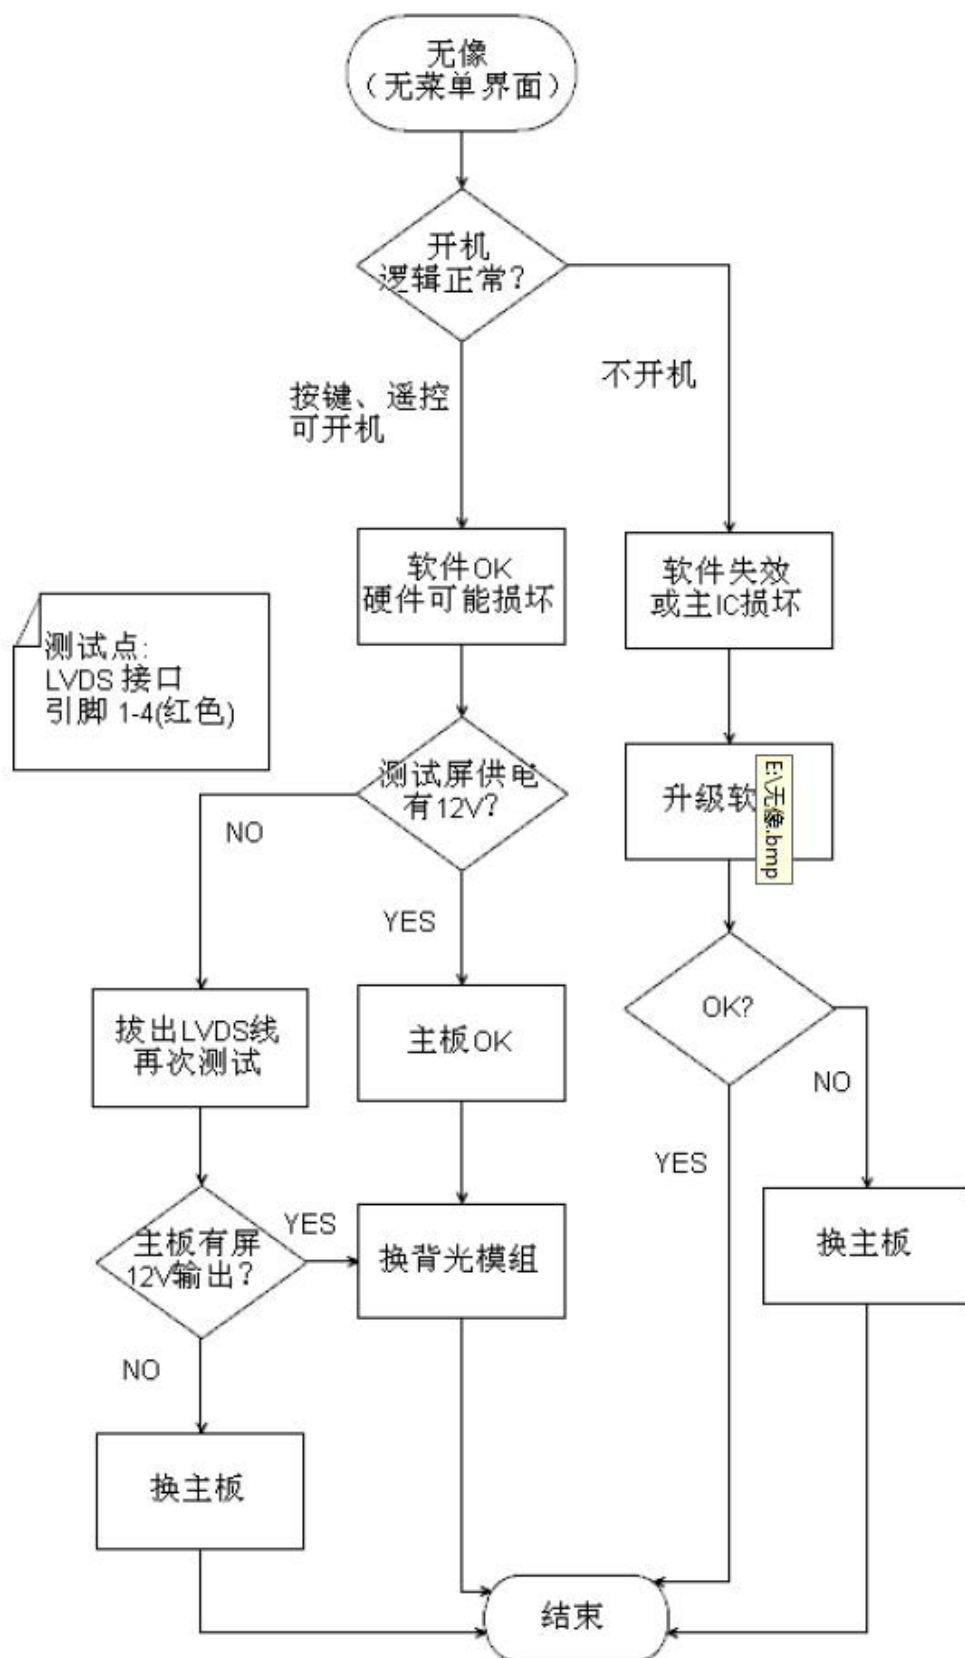 无像
（无菜单界面）
开机
逻辑正常？
按键、遥控
可开机
不开机
软件OK
硬件可能损坏
软件失效
或主IC损坏
测试点：
LVDS 接口
引脚 1-4(红色)
测试屏供电
有12V？
升级软
E:\无像.bmp
NO
YES
拔出LVDS线
再次测试
主板OK
OK?
NO
YES
主板有屏
12V输出？
YES
换背光模组
换主板
NO
换主板
结束